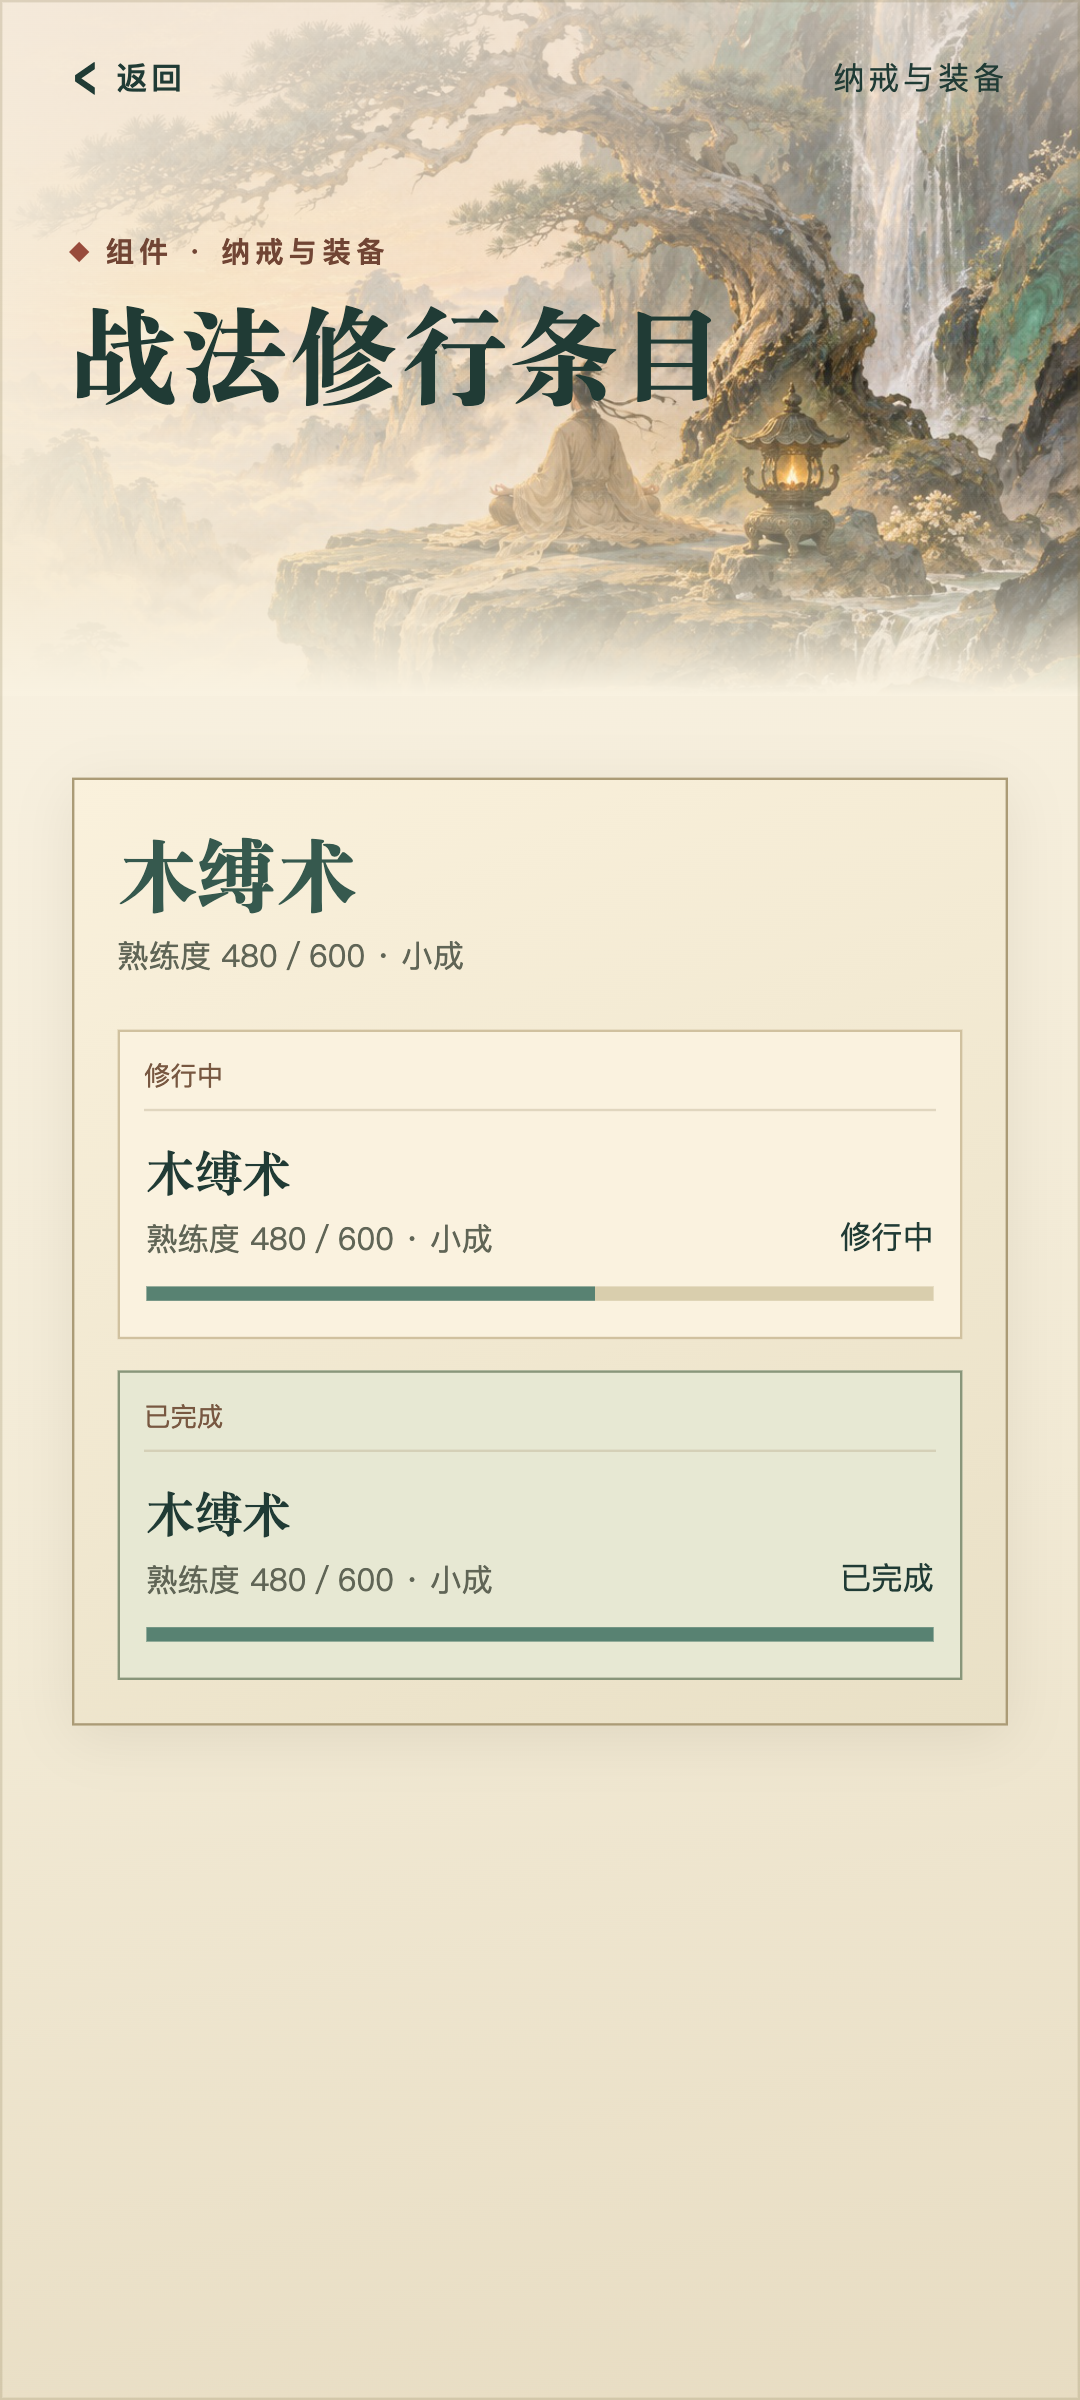 返回
纳戒与装备
组件 · 纳戒与装备
战法修行条目
木缚术
熟练度 480 / 600 · 小成
修行中
木缚术
熟练度 480 / 600 · 小成
修行中
已完成
木缚术
熟练度 480 / 600 · 小成
已完成